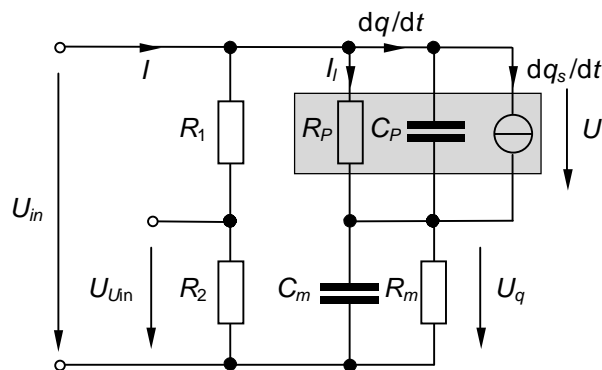 dq/dt
I
I_l
dq_s/dt
R_1
R_P
C_P
U
U_in
U_Uin
R_2
C_m
R_m
U_q